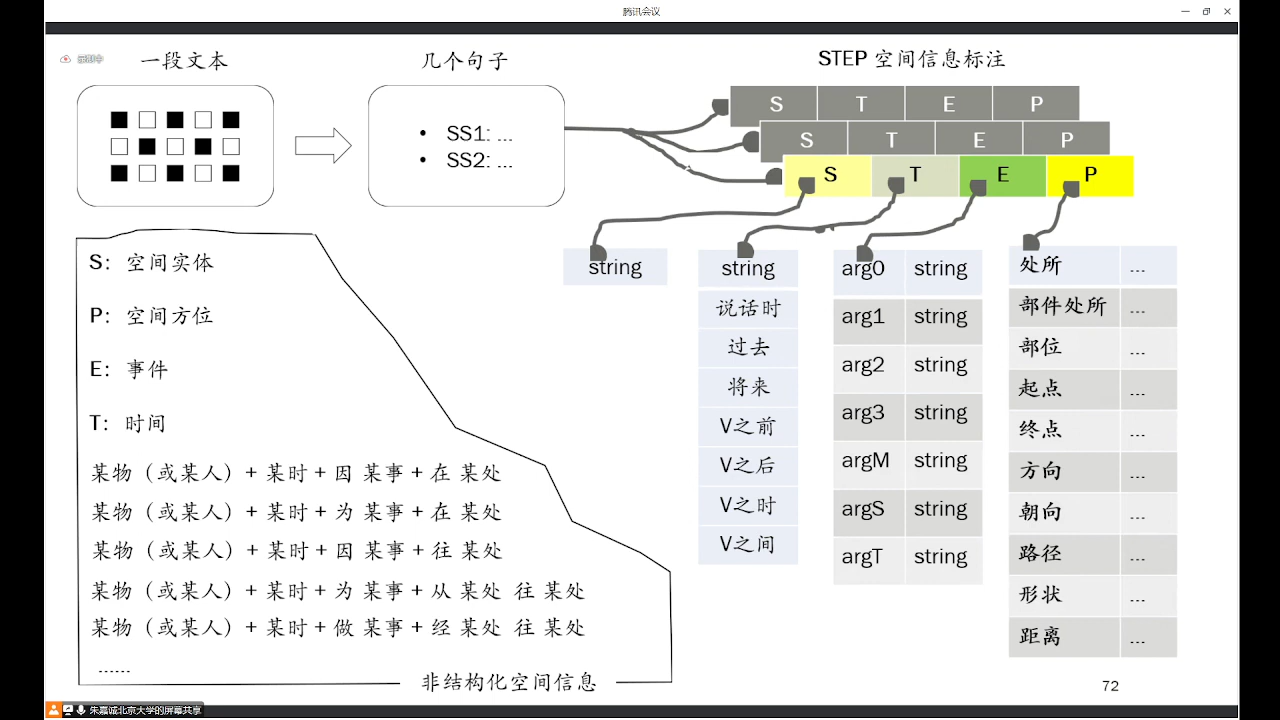 腾讯会议
录制中
一段文本
几个句子
STEP 空间信息标注
• SS1: ...
• SS2: ...
S T E P
S T E P
S T E P
S: 空间实体
P: 空间方位
E: 事件
T: 时间
某物（或某人）+ 某时 + 因 某事 + 在 某处
某物（或某人）+ 某时 + 为 某事 + 在 某处
某物（或某人）+ 某时 + 因 某事 + 往 某处
某物（或某人）+ 某时 + 为 某事 + 从 某处 往 某处
某物（或某人）+ 某时 + 做 某事 + 经 某处 往 某处
......
非结构化空间信息
string
string
说话时
过去
将来
V之前
V之后
V之时
V之间
arg0 string
arg1 string
arg2 string
arg3 string
argM string
argS string
argT string
处所 ...
部件处所 ...
部位 ...
起点 ...
终点 ...
方向 ...
朝向 ...
路径 ...
形状 ...
距离 ...
72
朱嘉诚北京大学的屏幕共享